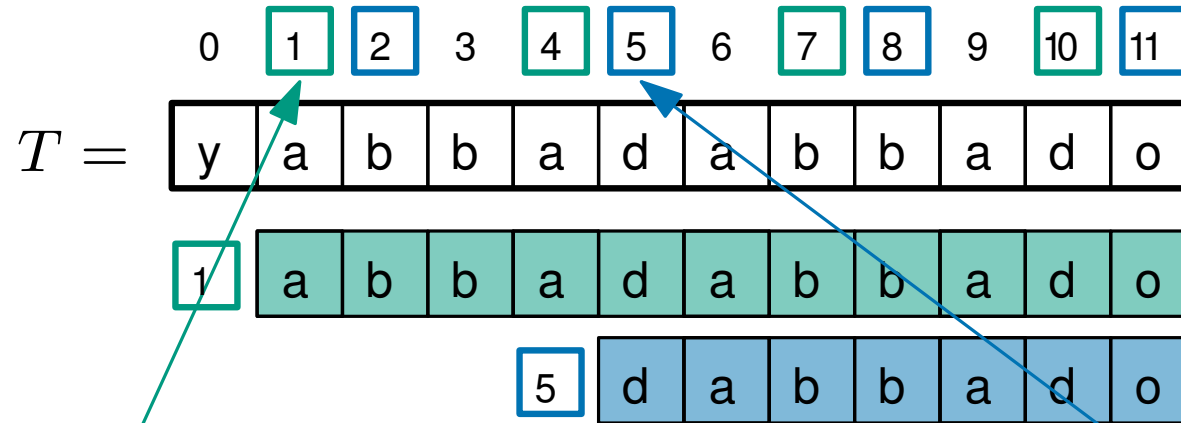 0 1 2 3 4 5 6 7 8 9 10 11
T = y a b b a d a b b a d o
1 a b b a d a b b a d o
5 d a b b a d o